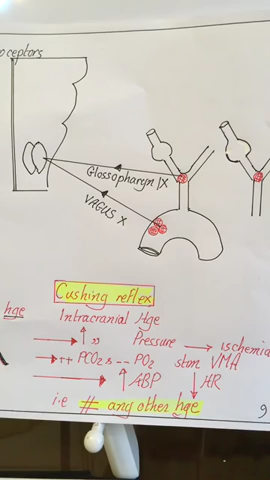 ceptors
Glossopharyn IX
VAGUS X
Cushing reflex
hge Intracranial Hge
↑ ,, Pressure → ischemia
→ ++ PCO2 & -- PO2 stim VMA
→ ↑ ABP ↓ HR
i.e # any other hge
9